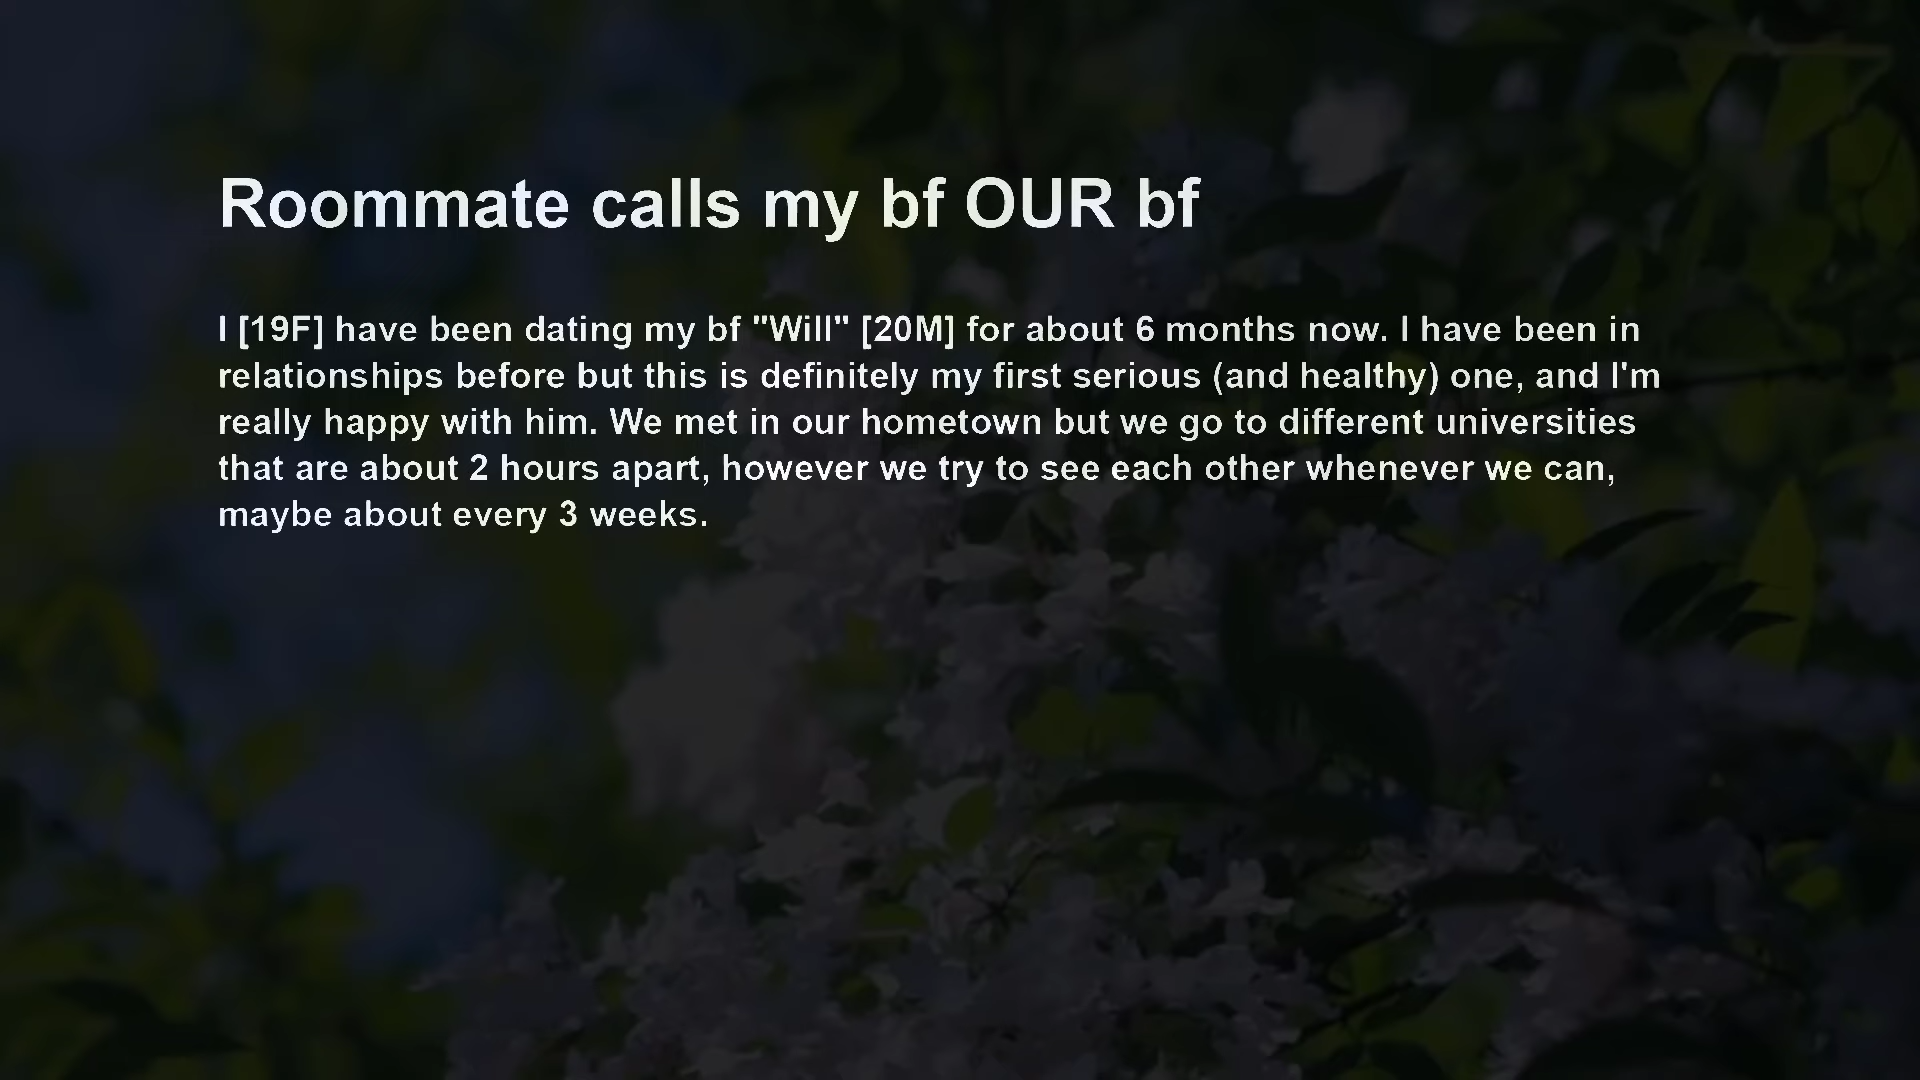 Roommate calls my bf OUR bf
I [19F] have been dating my bf "Will" [20M] for about 6 months now. I have been in
relationships before but this is definitely my first serious (and healthy) one, and I'm
really happy with him. We met in our hometown but we go to different universities
that are about 2 hours apart, however we try to see each other whenever we can,
maybe about every 3 weeks.